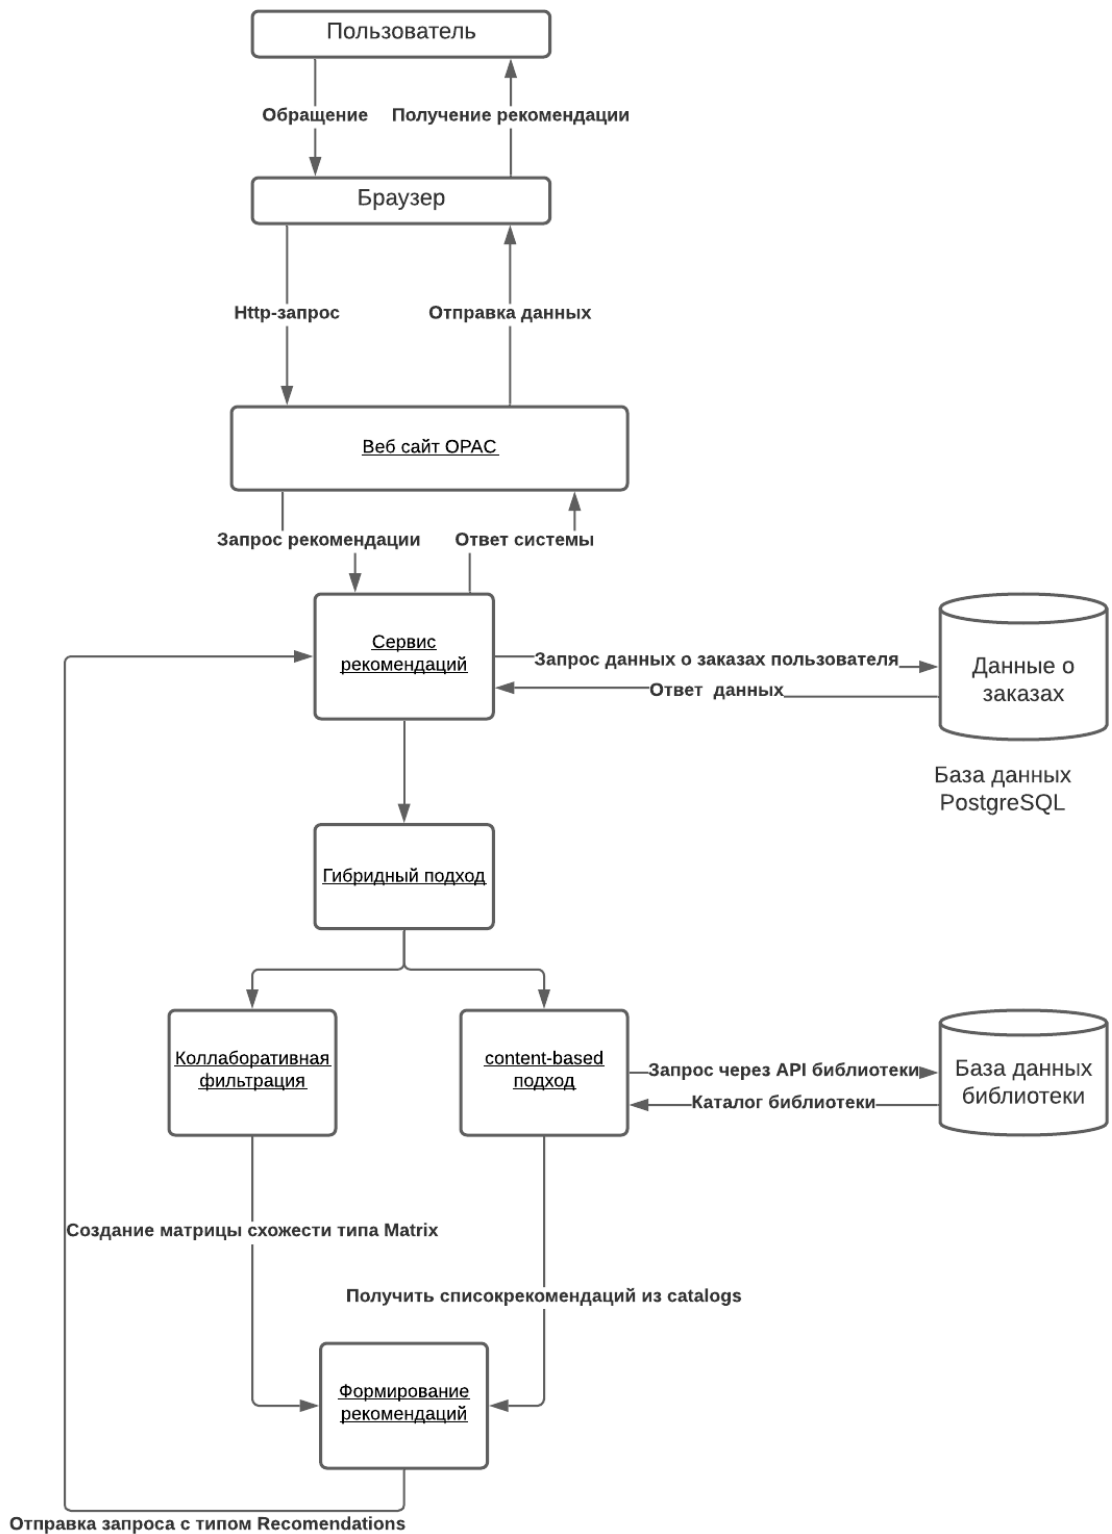 Пользователь
Обращение
Получение рекомендации
Браузер
Http-запрос
Отправка данных
Веб сайт OPAC
Запрос рекомендации
Ответ системы
Сервис
рекомендаций
Запрос данных о заказах пользователя
Ответ данных
Данные о
заказах
База данных
PostgreSQL
Гибридный подход
Коллаборативная
фильтрация
content-based
подход
Запрос через API библиотеки
Каталог библиотеки
База данных
библиотеки
Создание матрицы схожести типа Matrix
Получить списокрекомендаций из catalogs
Формирование
рекомендаций
Отправка запроса с типом Recomendations